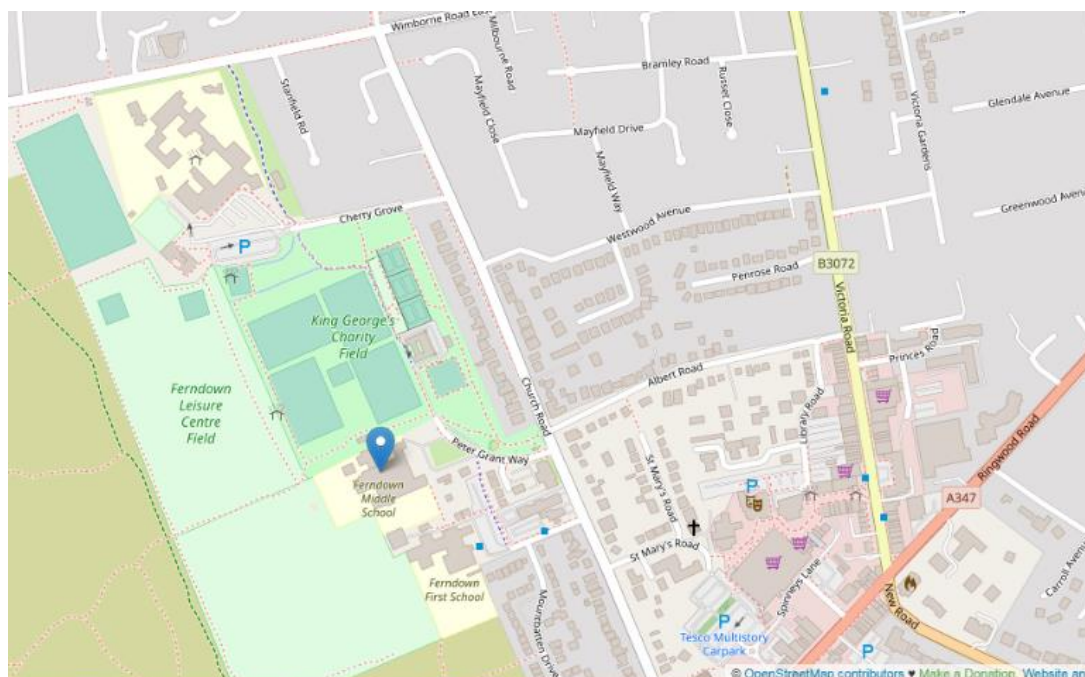 Wimborne Road East
Milbourne Road
Bramley Road
Russet Close
Glendale Avenue
Stanfield Rd
Mayfield Close
Mayfield Drive
Victoria Gardens
Mayfield Way
Cherry Grove
Westwood Avenue
Greenwood Avenue
P
B3072
Penrose Road
Victoria Road
King George's
Charity
Field
Princes Road
Albert Road
Ferndown
Leisure
Centre
Field
Church Road
Library Road
Ringwood Road
Peter Grant Way
St Mary's Road
Ferndown
Middle
School
P
A347
St Mary's Road
Spinneys Lane
Carroll Avenue
Ferndown
First School
Mountbatten Drive
New Road
P
Tesco Multistory
Carpark
P
© OpenStreetMap contributors ♥ Make a Donation. Website an